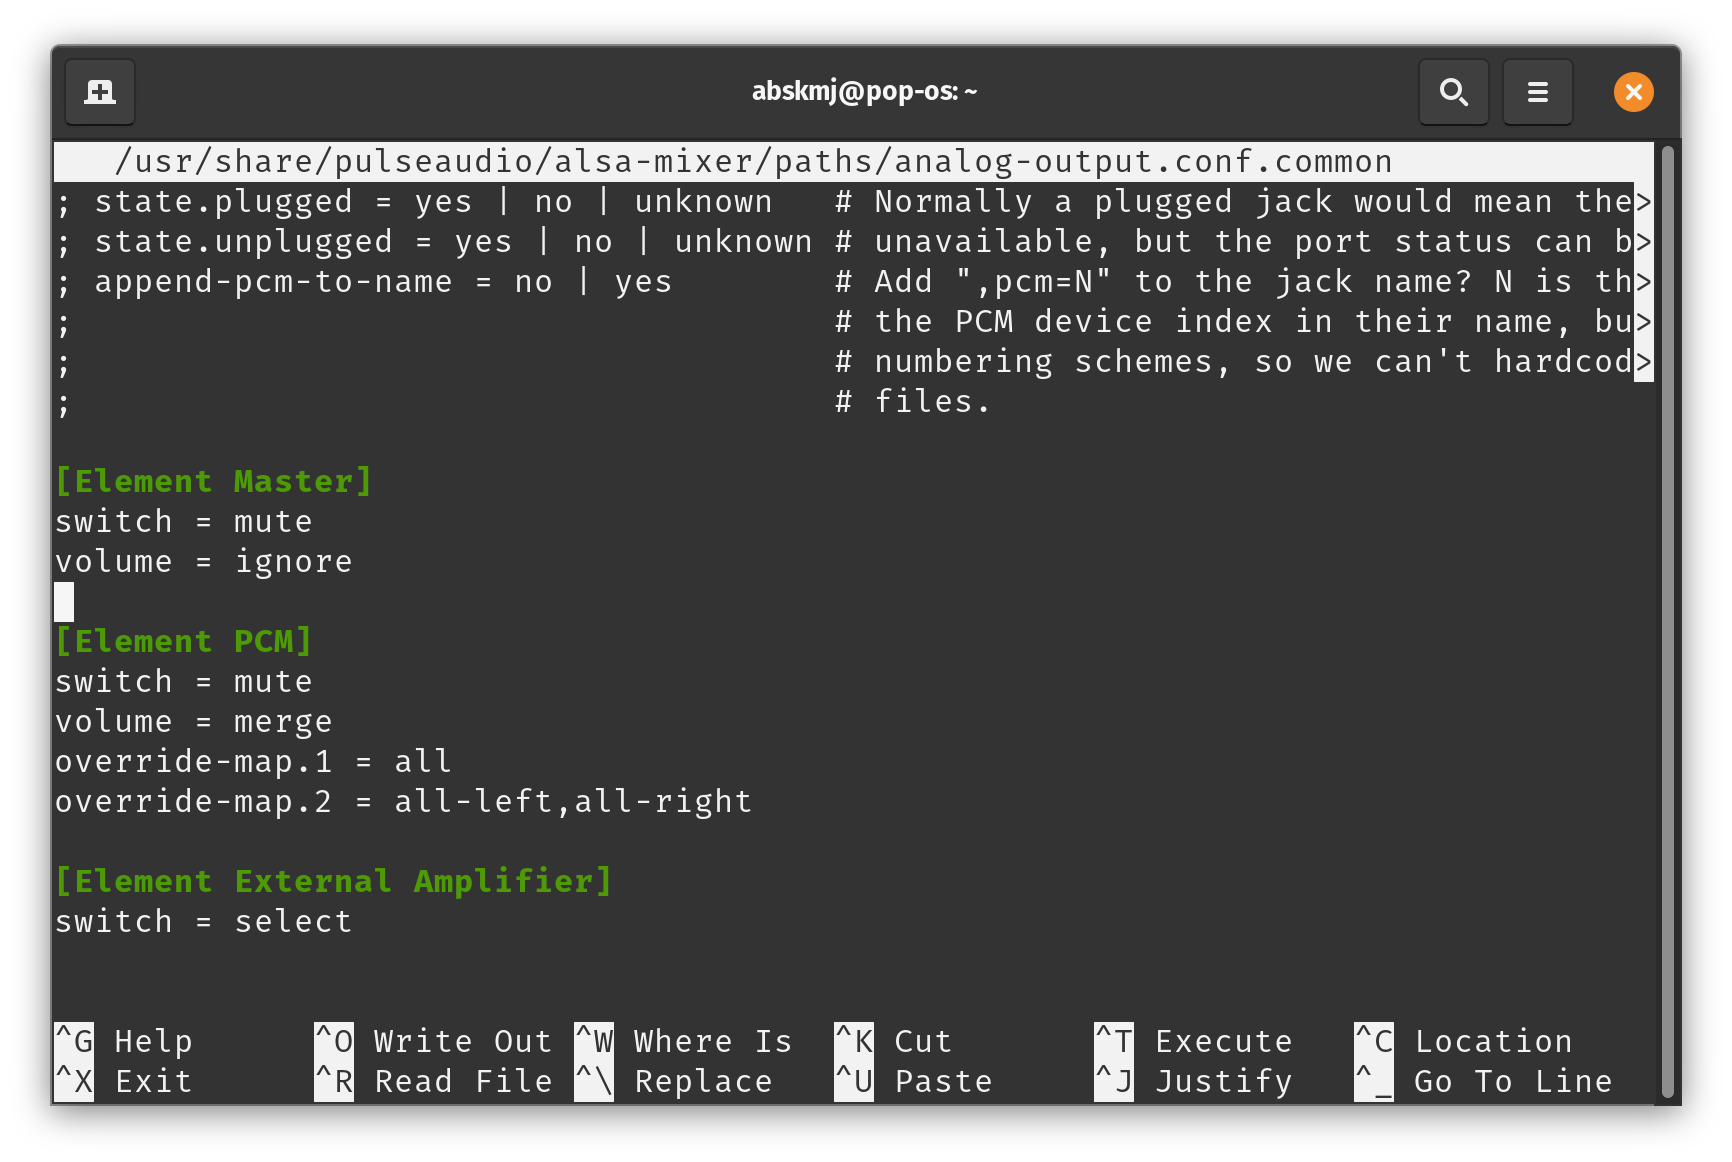 abskmj@pop-os: ~
/usr/share/pulseaudio/alsa-mixer/paths/analog-output.conf.common
; state.plugged = yes | no | unknown   # Normally a plugged jack would mean the>
; state.unplugged = yes | no | unknown # unavailable, but the port status can b>
; append-pcm-to-name = no | yes        # Add ",pcm=N" to the jack name? N is th>
;                                      # the PCM device index in their name, bu>
;                                      # numbering schemes, so we can't hardcod>
;                                      # files.
[Element Master]
switch = mute
volume = ignore
[Element PCM]
switch = mute
volume = merge
override-map.1 = all
override-map.2 = all-left,all-right
[Element External Amplifier]
switch = select
^G Help      ^O Write Out ^W Where Is  ^K Cut       ^T Execute   ^C Location
^X Exit      ^R Read File ^\ Replace   ^U Paste     ^J Justify   ^_ Go To Line